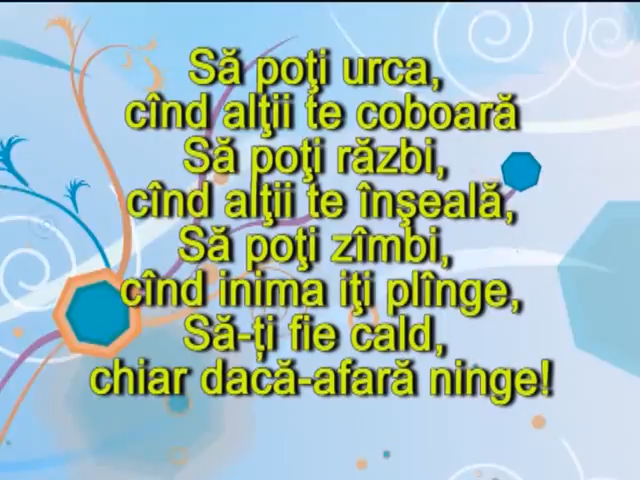 Să poţi urca,
cînd alţii te coboară
Să poţi răzbi,
cînd alţii te înşeală,
Să poţi zîmbi,
cînd inima iţi plînge,
Să-ți fie cald,
chiar dacă-afară ninge!